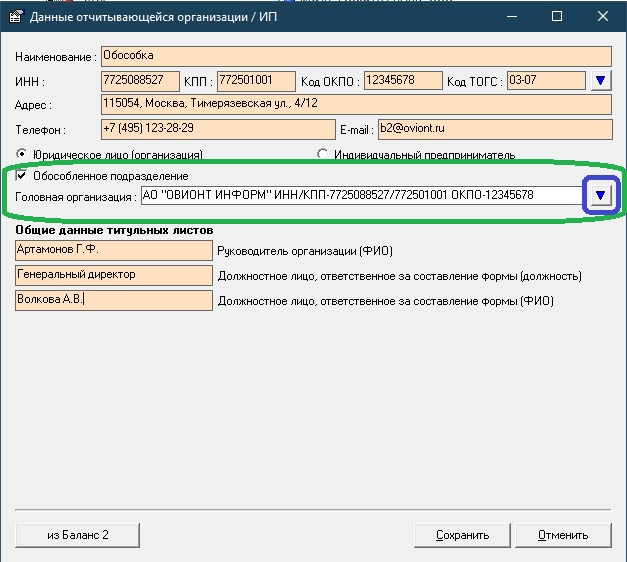 Данные отчитывающейся организации / ИП
Наименование : Обособка
ИНН : 7725088527 КПП : 772501001 Код ОКПО : 12345678 Код ТОГС : 03-07
Адрес : 115054, Москва, Тимерязевская ул., 4/12
Телефон : +7 (495) 123-28-29 E-mail : b2@oviont.ru
Юридическое лицо (организация) Индивидуальный предприниматель
Обособленное подразделение
Головная организация : АО "ОВИОНТ ИНФОРМ" ИНН/КПП-7725088527/772501001 ОКПО-12345678
Общие данные титульных листов
Артамонов Г.Ф. Руководитель организации (ФИО)
Генеральный директор Должностное лицо, ответственное за составление формы (должность)
Волкова А.В. Должностное лицо, ответственное за составление формы (ФИО)
из Баланс 2 Сохранить Отменить